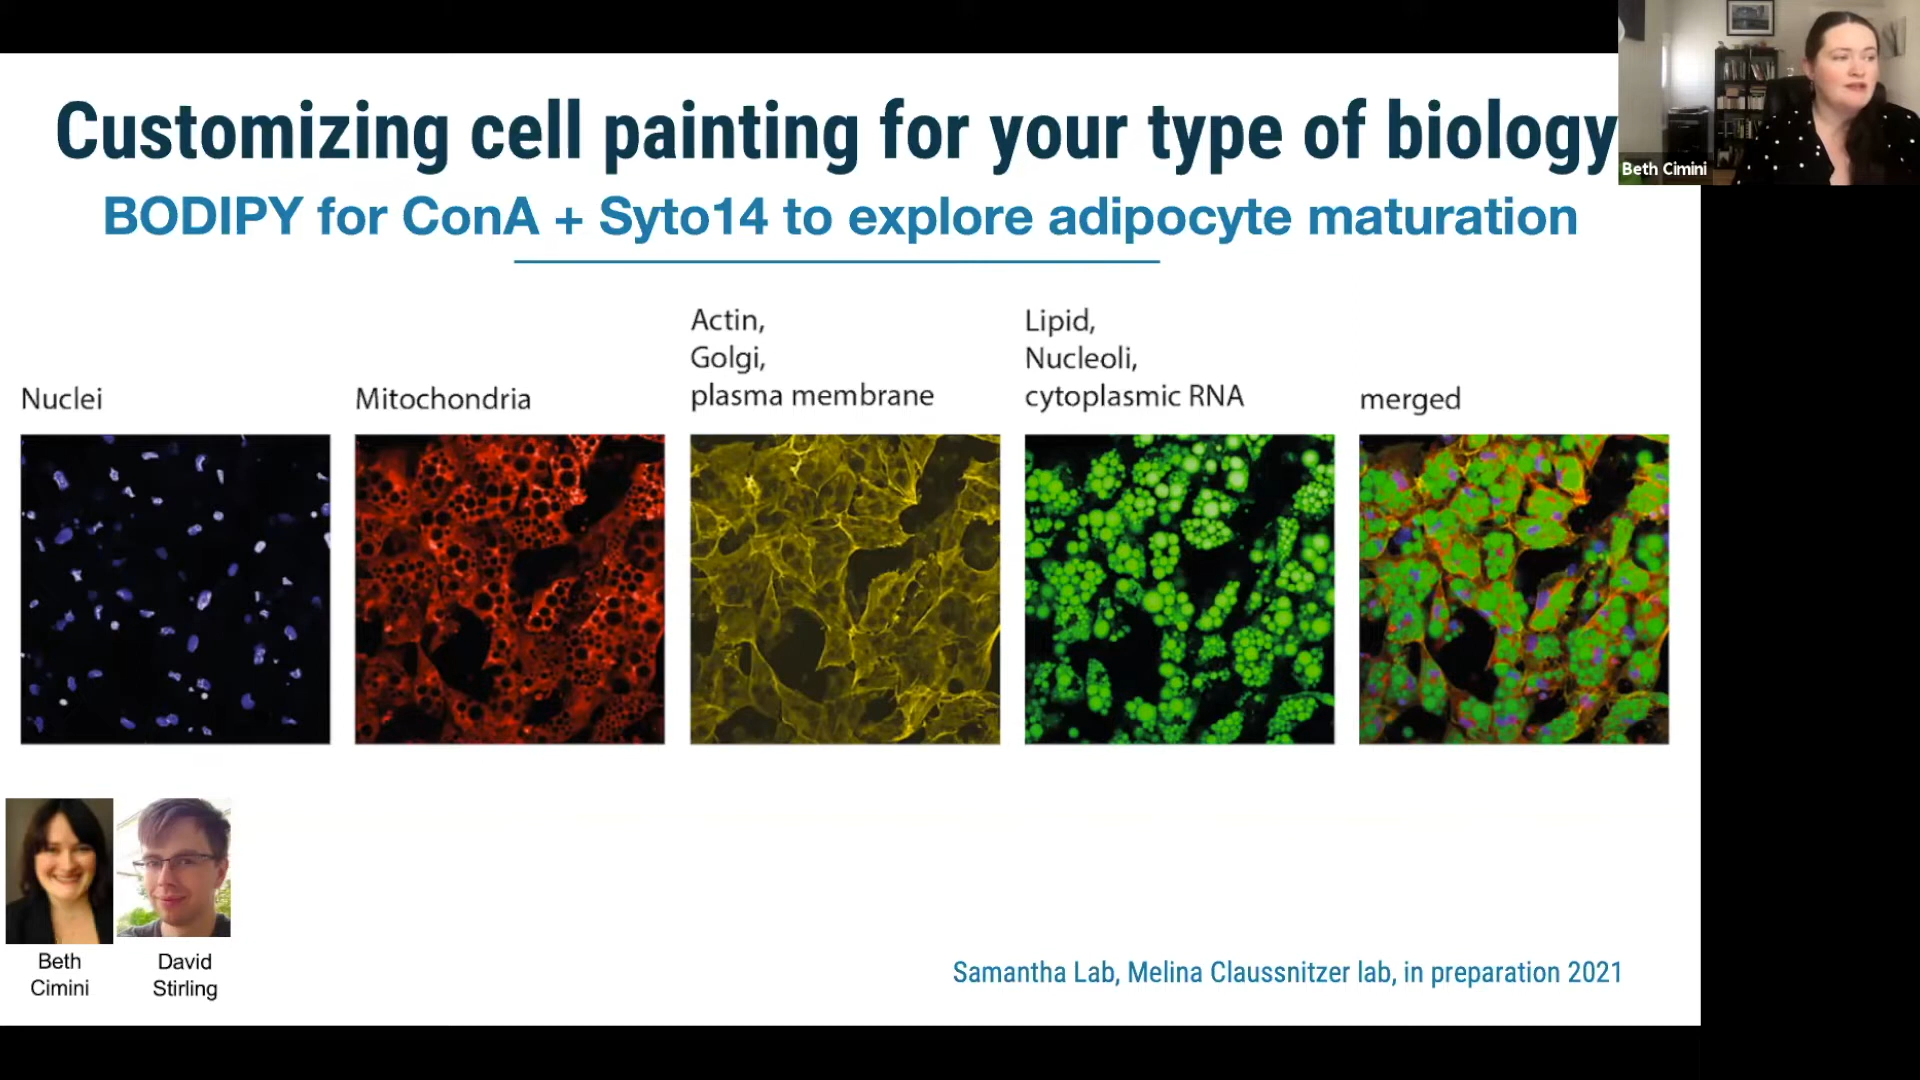 Customizing cell painting for your type of biology
Beth Cimini
BODIPY for ConA + Syto14 to explore adipocyte maturation
Nuclei
Mitochondria
Actin,
Golgi,
plasma membrane
Lipid,
Nucleoli,
cytoplasmic RNA
merged
Beth
Cimini
David
Stirling
Samantha Lab, Melina Claussnitzer lab, in preparation 2021